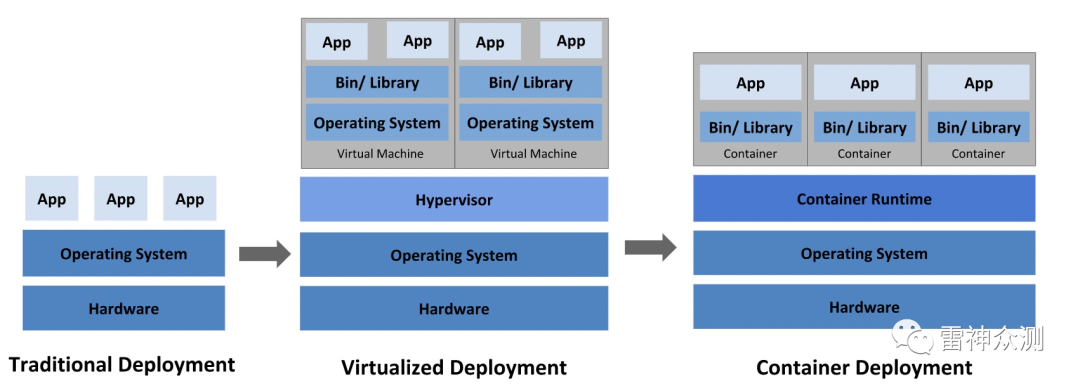 App
App
App
Operating System
Hardware
Traditional Deployment
App
App
App
App
Bin/ Library
Bin/ Library
Operating System
Operating System
Virtual Machine
Virtual Machine
Hypervisor
Operating System
Hardware
Virtualized Deployment
App
App
App
Bin/ Library
Bin/ Library
Bin/ Library
Container
Container
Container
Container Runtime
Operating System
Hardware
Container Deployment
雷神众测